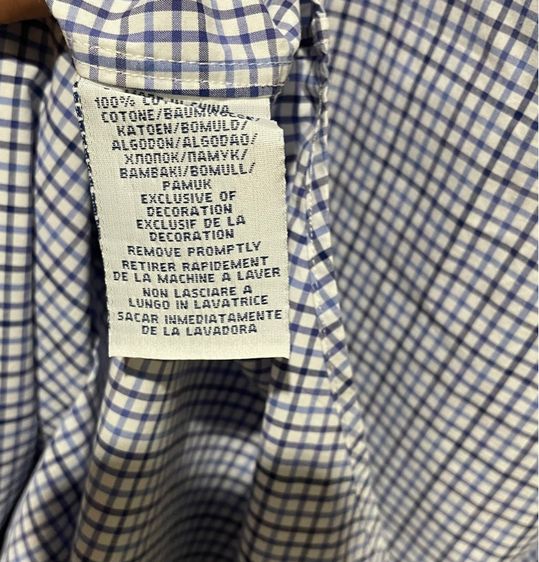 100%
COTONE/BAUMWOLLE/
KATOEN/BOMULD/
ALGODON/ALGODAO/
ХЛОПОК/ПАМУК/
BAMBAKI/BOMULL/
PAMUK
EXCLUSIVE OF
DECORATION
EXCLUSIF DE LA
DECORATION
REMOVE PROMPTLY
RETIRER RAPIDEMENT
DE LA MACHINE A LAVER
NON LASCIARE A
LUNGO IN LAVATRICE
SACAR INMEDIATAMENTE
DE LA LAVADORA